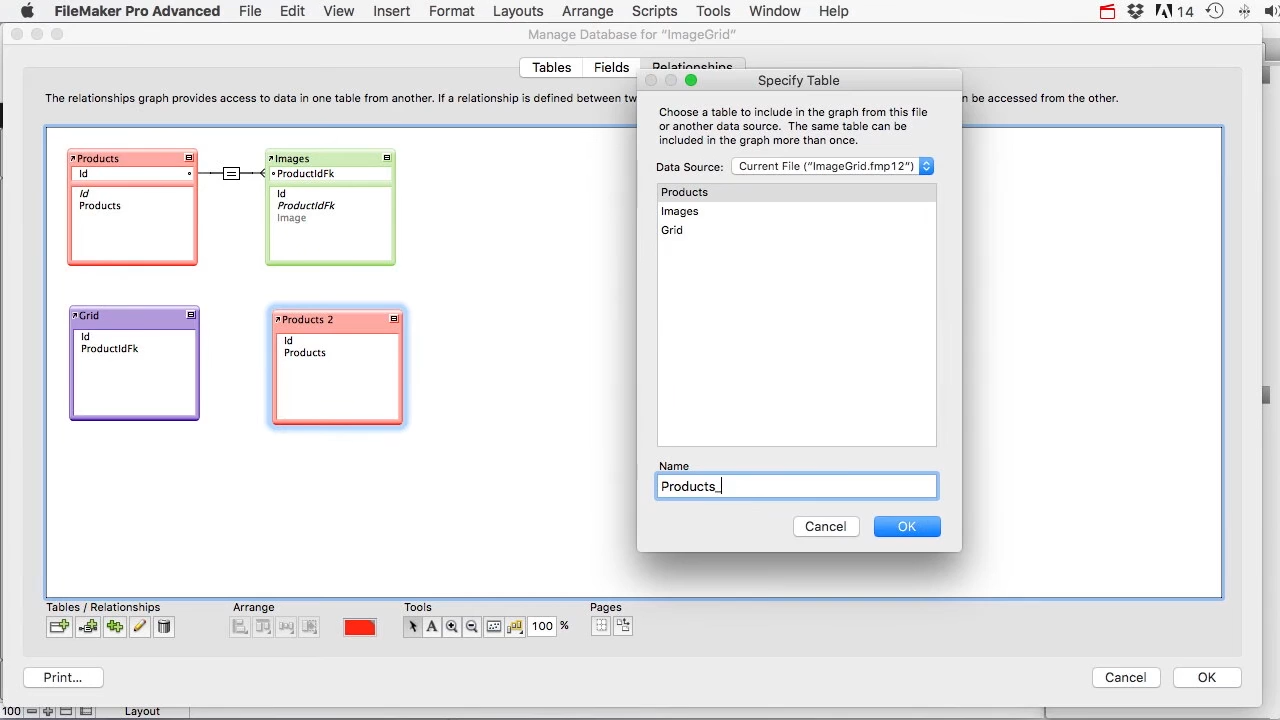 FileMaker Pro Advanced File Edit View Insert Format Layouts Arrange Scripts Tools Window Help 14
Manage Database for “ImageGrid”
Tables Fields Relationships
The relationships graph provides access to data in one table from another. If a relationship is defined between tw
n be accessed from the other.
Specify Table
Choose a table to include in the graph from this file
or another data source. The same table can be
included in the graph more than once.
Data Source: Current File (“ImageGrid.fmp12”)
Products
Images
Grid
Name
Products_
Cancel OK
Products
Id
Id
Products
Images
ProductIdFk
Id
ProductIdFk
Image
Grid
Id
ProductIdFk
Products 2
Id
Products
Tables / Relationships Arrange Tools Pages
A 100 %
Print... Cancel OK
100 Layout